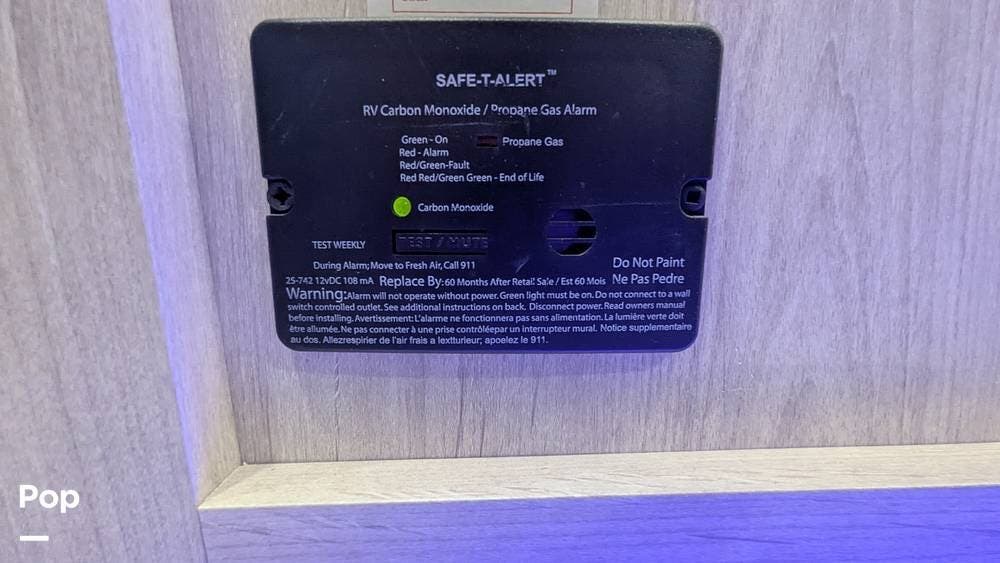 SAFE-T-ALERT™
RV Carbon Monoxide / Propane Gas Alarm
Green - On
Propane Gas
Red - Alarm
Red/Green-Fault
Red Red/Green Green - End of Life
Carbon Monoxide
TEST WEEKLY
TEST / MUTE
During Alarm; Move to Fresh Air, Call 911
Do Not Paint
25-742 12vDC 108 mA Replace By: 60 Months After Retail Sale / Est 60 Mois
Ne Pas Pedre
Warning: Alarm will not operate without power. Green light must be on. Do not connect to a wall
switch controlled outlet. See additional instructions on back. Disconnect power. Read owners manual
before installing. Avertissement: L'alarme ne fonctionnera pas sans alimentation. La lumière verte doit
être allumée. Ne pas connecter à une prise contrôléepar un interrupteur mural. Notice supplementaire
au dos. Allezrespirier de l'air frais a lextturieur; apoelez le 911.
Pop